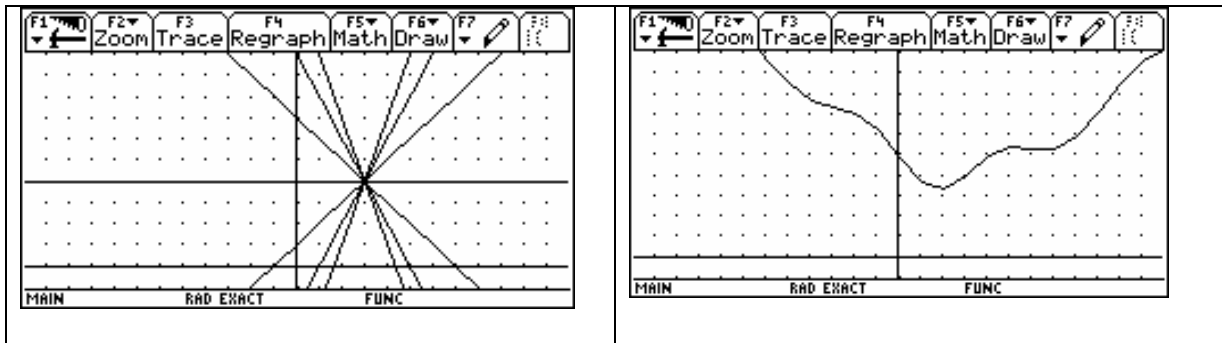 F1 F2 F3 F4 F5 F6 F7
Zoom Trace Regraph Math Draw
MAIN RAD EXACT FUNC
F1 F2 F3 F4 F5 F6 F7
Zoom Trace Regraph Math Draw
MAIN RAD EXACT FUNC